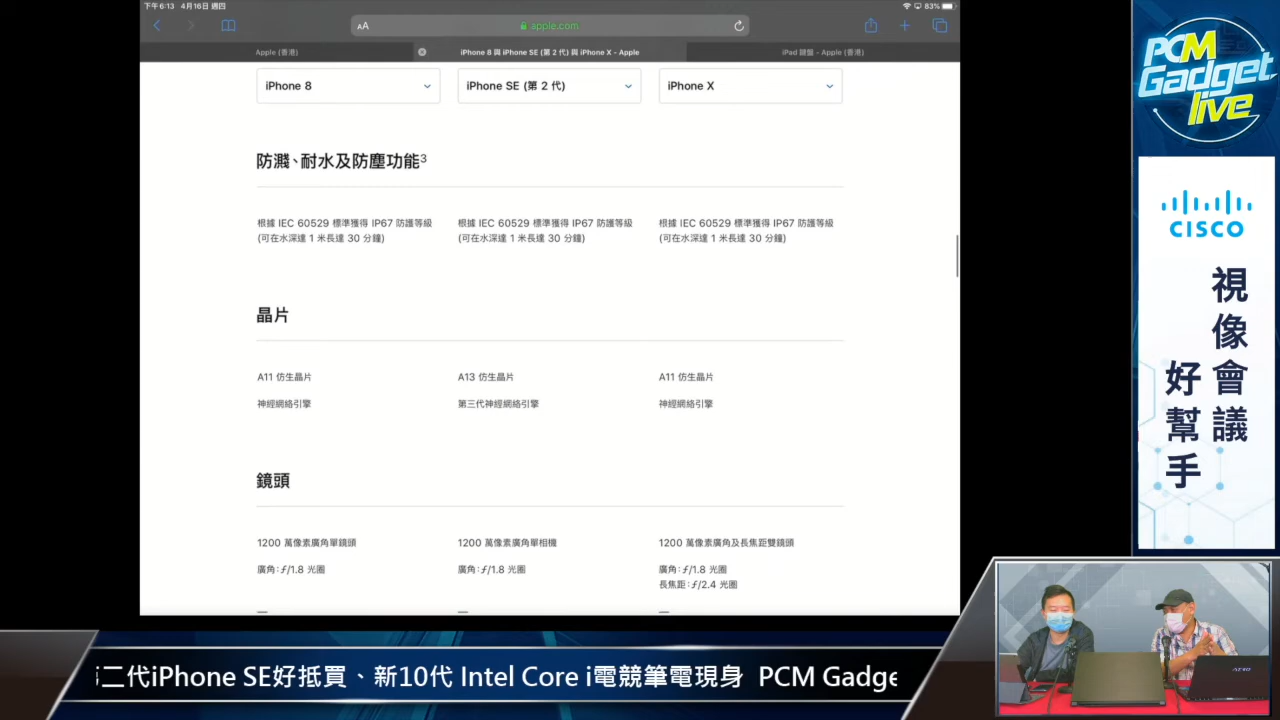 下午6:13 4月16日 週四
83%
AA
apple.com
Apple (香港)
iPhone 8 與 iPhone SE (第 2 代) 與 iPhone X - Apple
iPad 鍵盤 - Apple (香港)
iPhone 8
iPhone SE (第 2 代)
iPhone X
防濺、耐水及防塵功能3
根據 IEC 60529 標準獲得 IP67 防護等級
(可在水深達 1 米長達 30 分鐘)
根據 IEC 60529 標準獲得 IP67 防護等級
(可在水深達 1 米長達 30 分鐘)
根據 IEC 60529 標準獲得 IP67 防護等級
(可在水深達 1 米長達 30 分鐘)
晶片
A11 仿生晶片
神經網絡引擎
A13 仿生晶片
第三代神經網絡引擎
A11 仿生晶片
神經網絡引擎
鏡頭
1200 萬像素廣角單鏡頭
廣角：ƒ/1.8 光圈
1200 萬像素廣角單相機
廣角：ƒ/1.8 光圈
1200 萬像素廣角及長焦距雙鏡頭
廣角：ƒ/1.8 光圈
長焦距：ƒ/2.4 光圈
PCM
Gadget
live
CISCO
視像會議
好幫手
二代iPhone SE好抵買、新10代 Intel Core i電競筆電現身 PCM Gadge